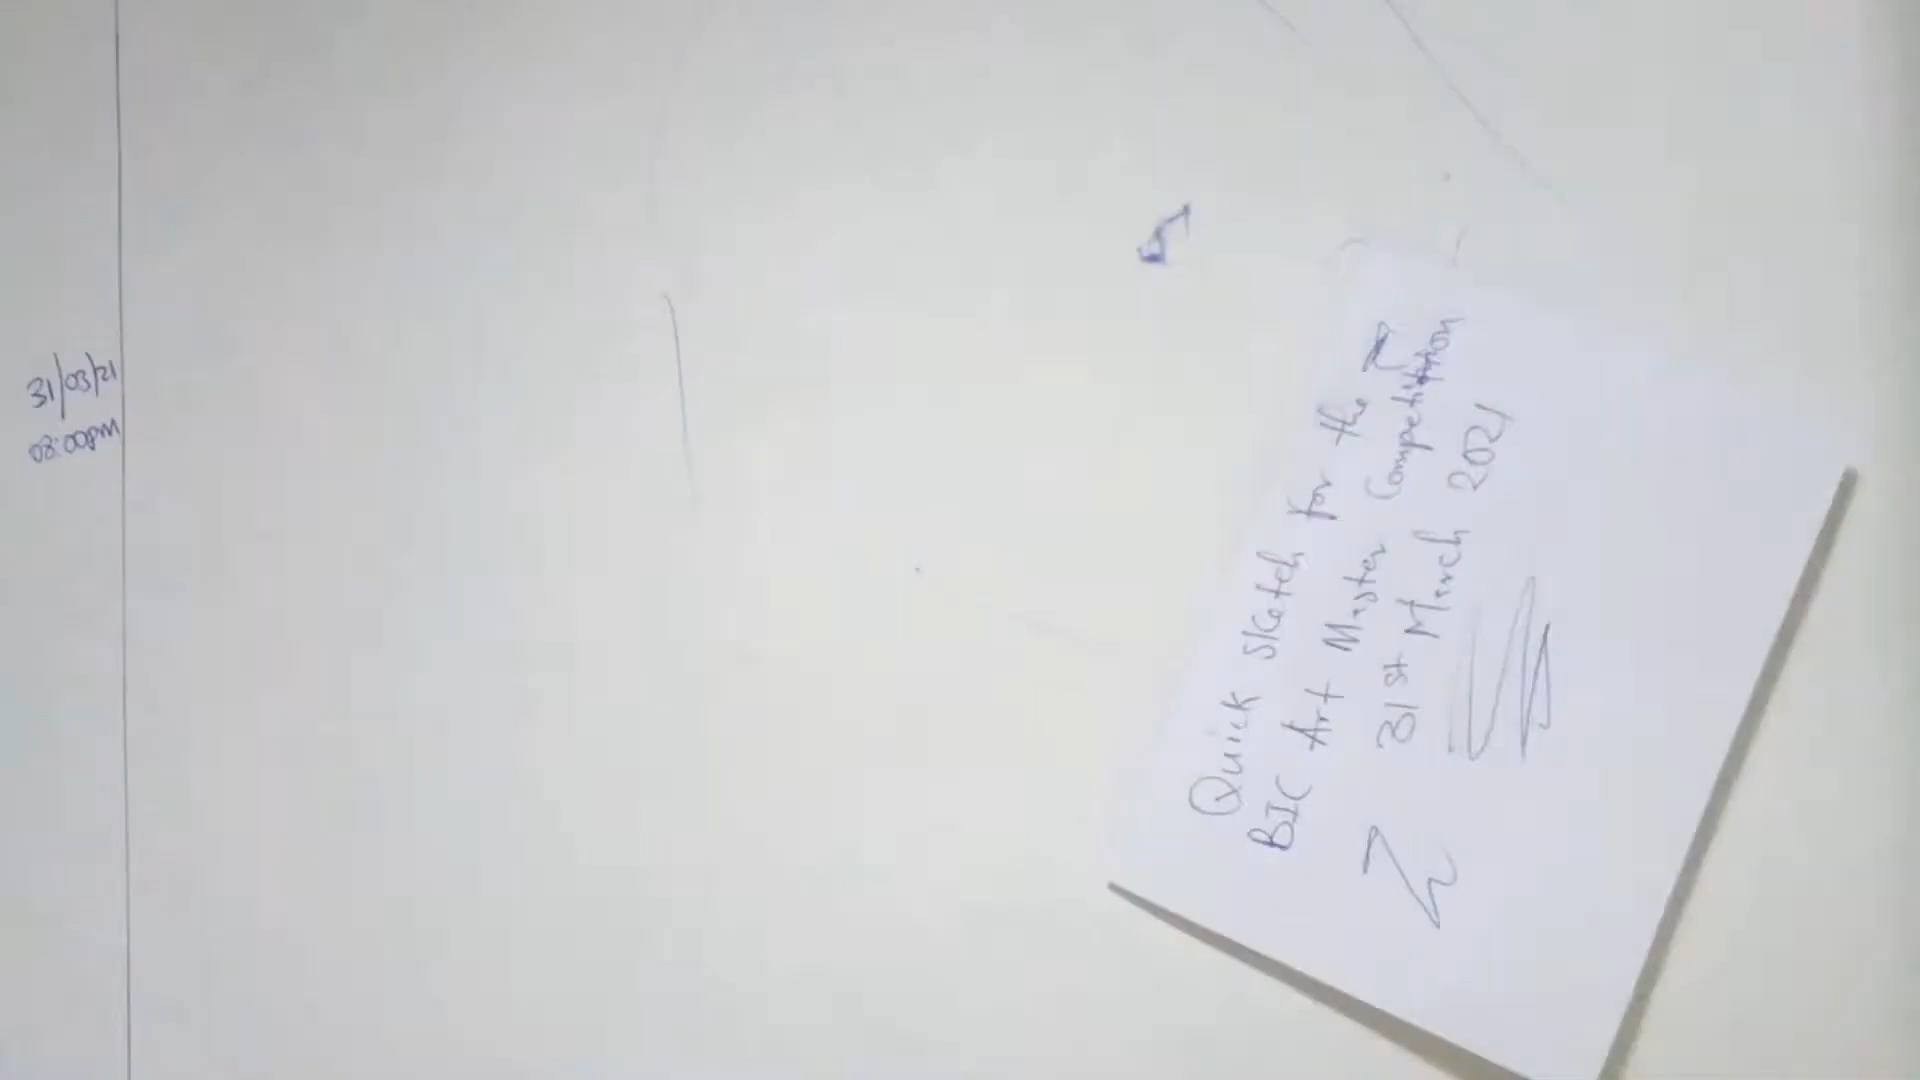 31/03/21
08:00pm
Quick sketch for the
BIC Art Master Competition
31st March 2021